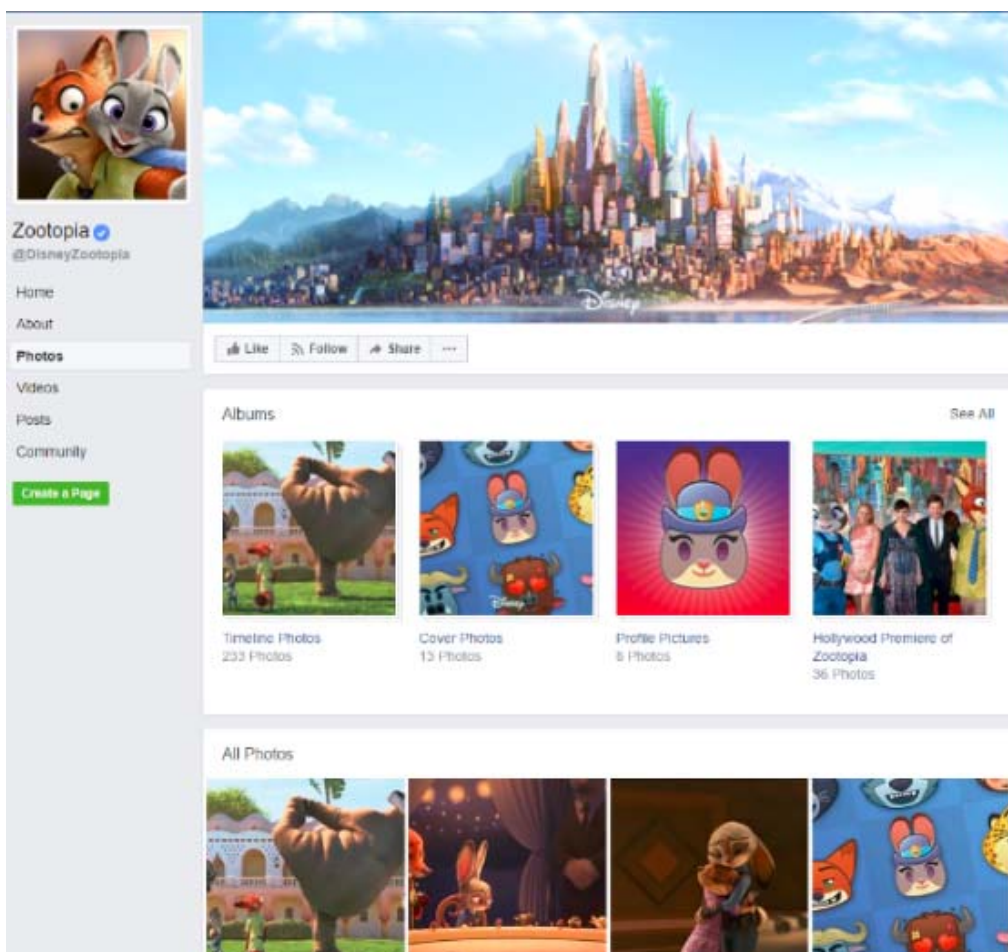 Zootopia
@DisneyZootopia
Home
About
Photos
Videos
Posts
Community
Create a Page
Disney
Like Follow Share ...
Albums See All
Disney
Timeline Photos
233 Photos
Cover Photos
13 Photos
Profile Pictures
6 Photos
Hollywood Premiere of
Zootopia
36 Photos
All Photos